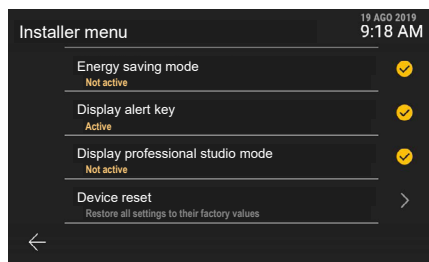 19 AGO 2019
Installer menu 9:18 AM
Energy saving mode
Not active
Display alert key
Active
Display professional studio mode
Not active
Device reset
Restore all settings to their factory values